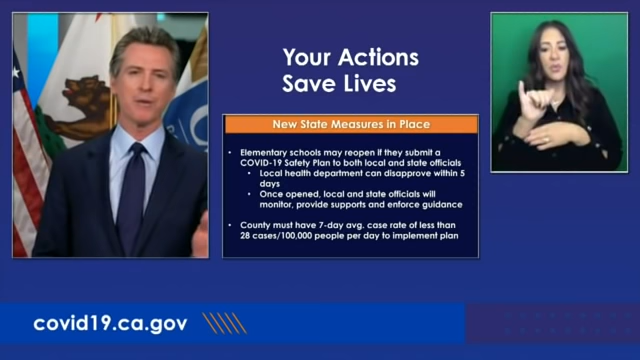 Your Actions
Save Lives
New State Measures in Place
• Elementary schools may reopen if they submit a
COVID-19 Safety Plan to both local and state officials
• Local health department can disapprove within 5
days
• Once opened, local and state officials will
monitor, provide supports and enforce guidance
• County must have 7-day avg. case rate of less than
28 cases/100,000 people per day to implement plan
covid19.ca.gov